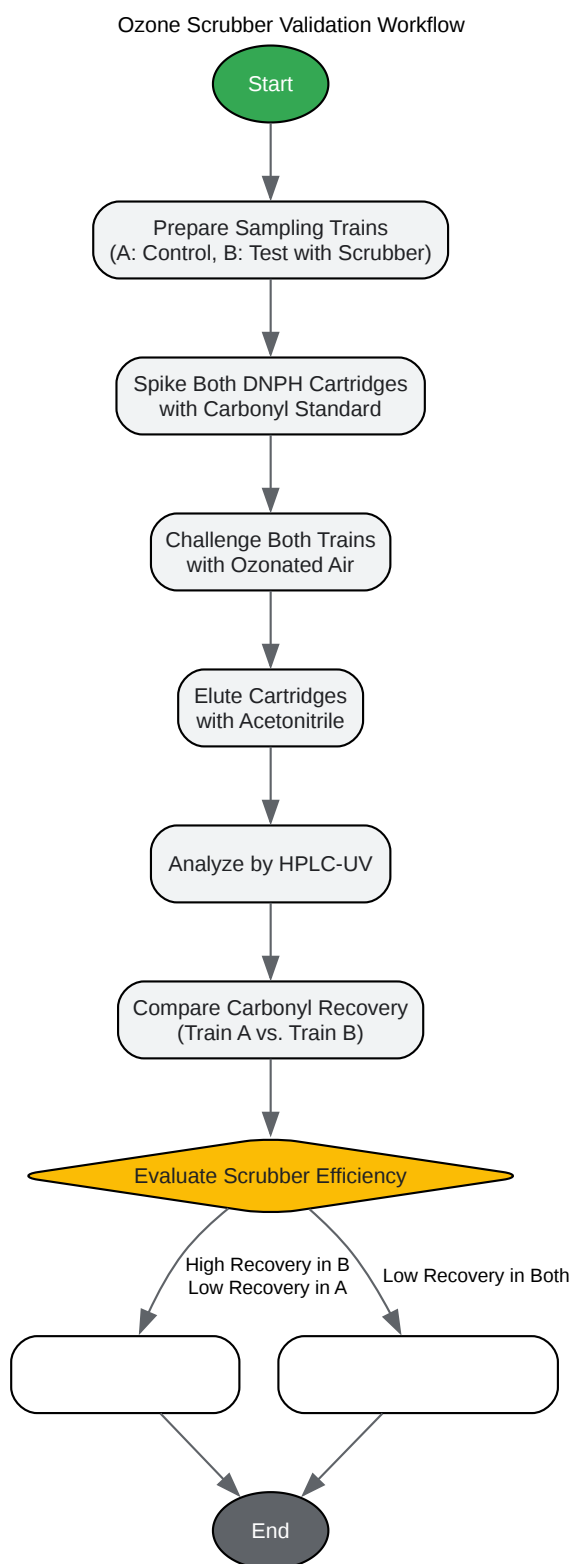 Ozone Scrubber Validation Workflow
Start
Prepare Sampling Trains
(A: Control, B: Test with Scrubber)
Spike Both DNPH Cartridges
with Carbonyl Standard
Challenge Both Trains
with Ozonated Air
Elute Cartridges
with Acetonitrile
Analyze by HPLC-UV
Compare Carbonyl Recovery
(Train A vs. Train B)
Evaluate Scrubber Efficiency
High Recovery in B
Low Recovery in A
Low Recovery in Both
End